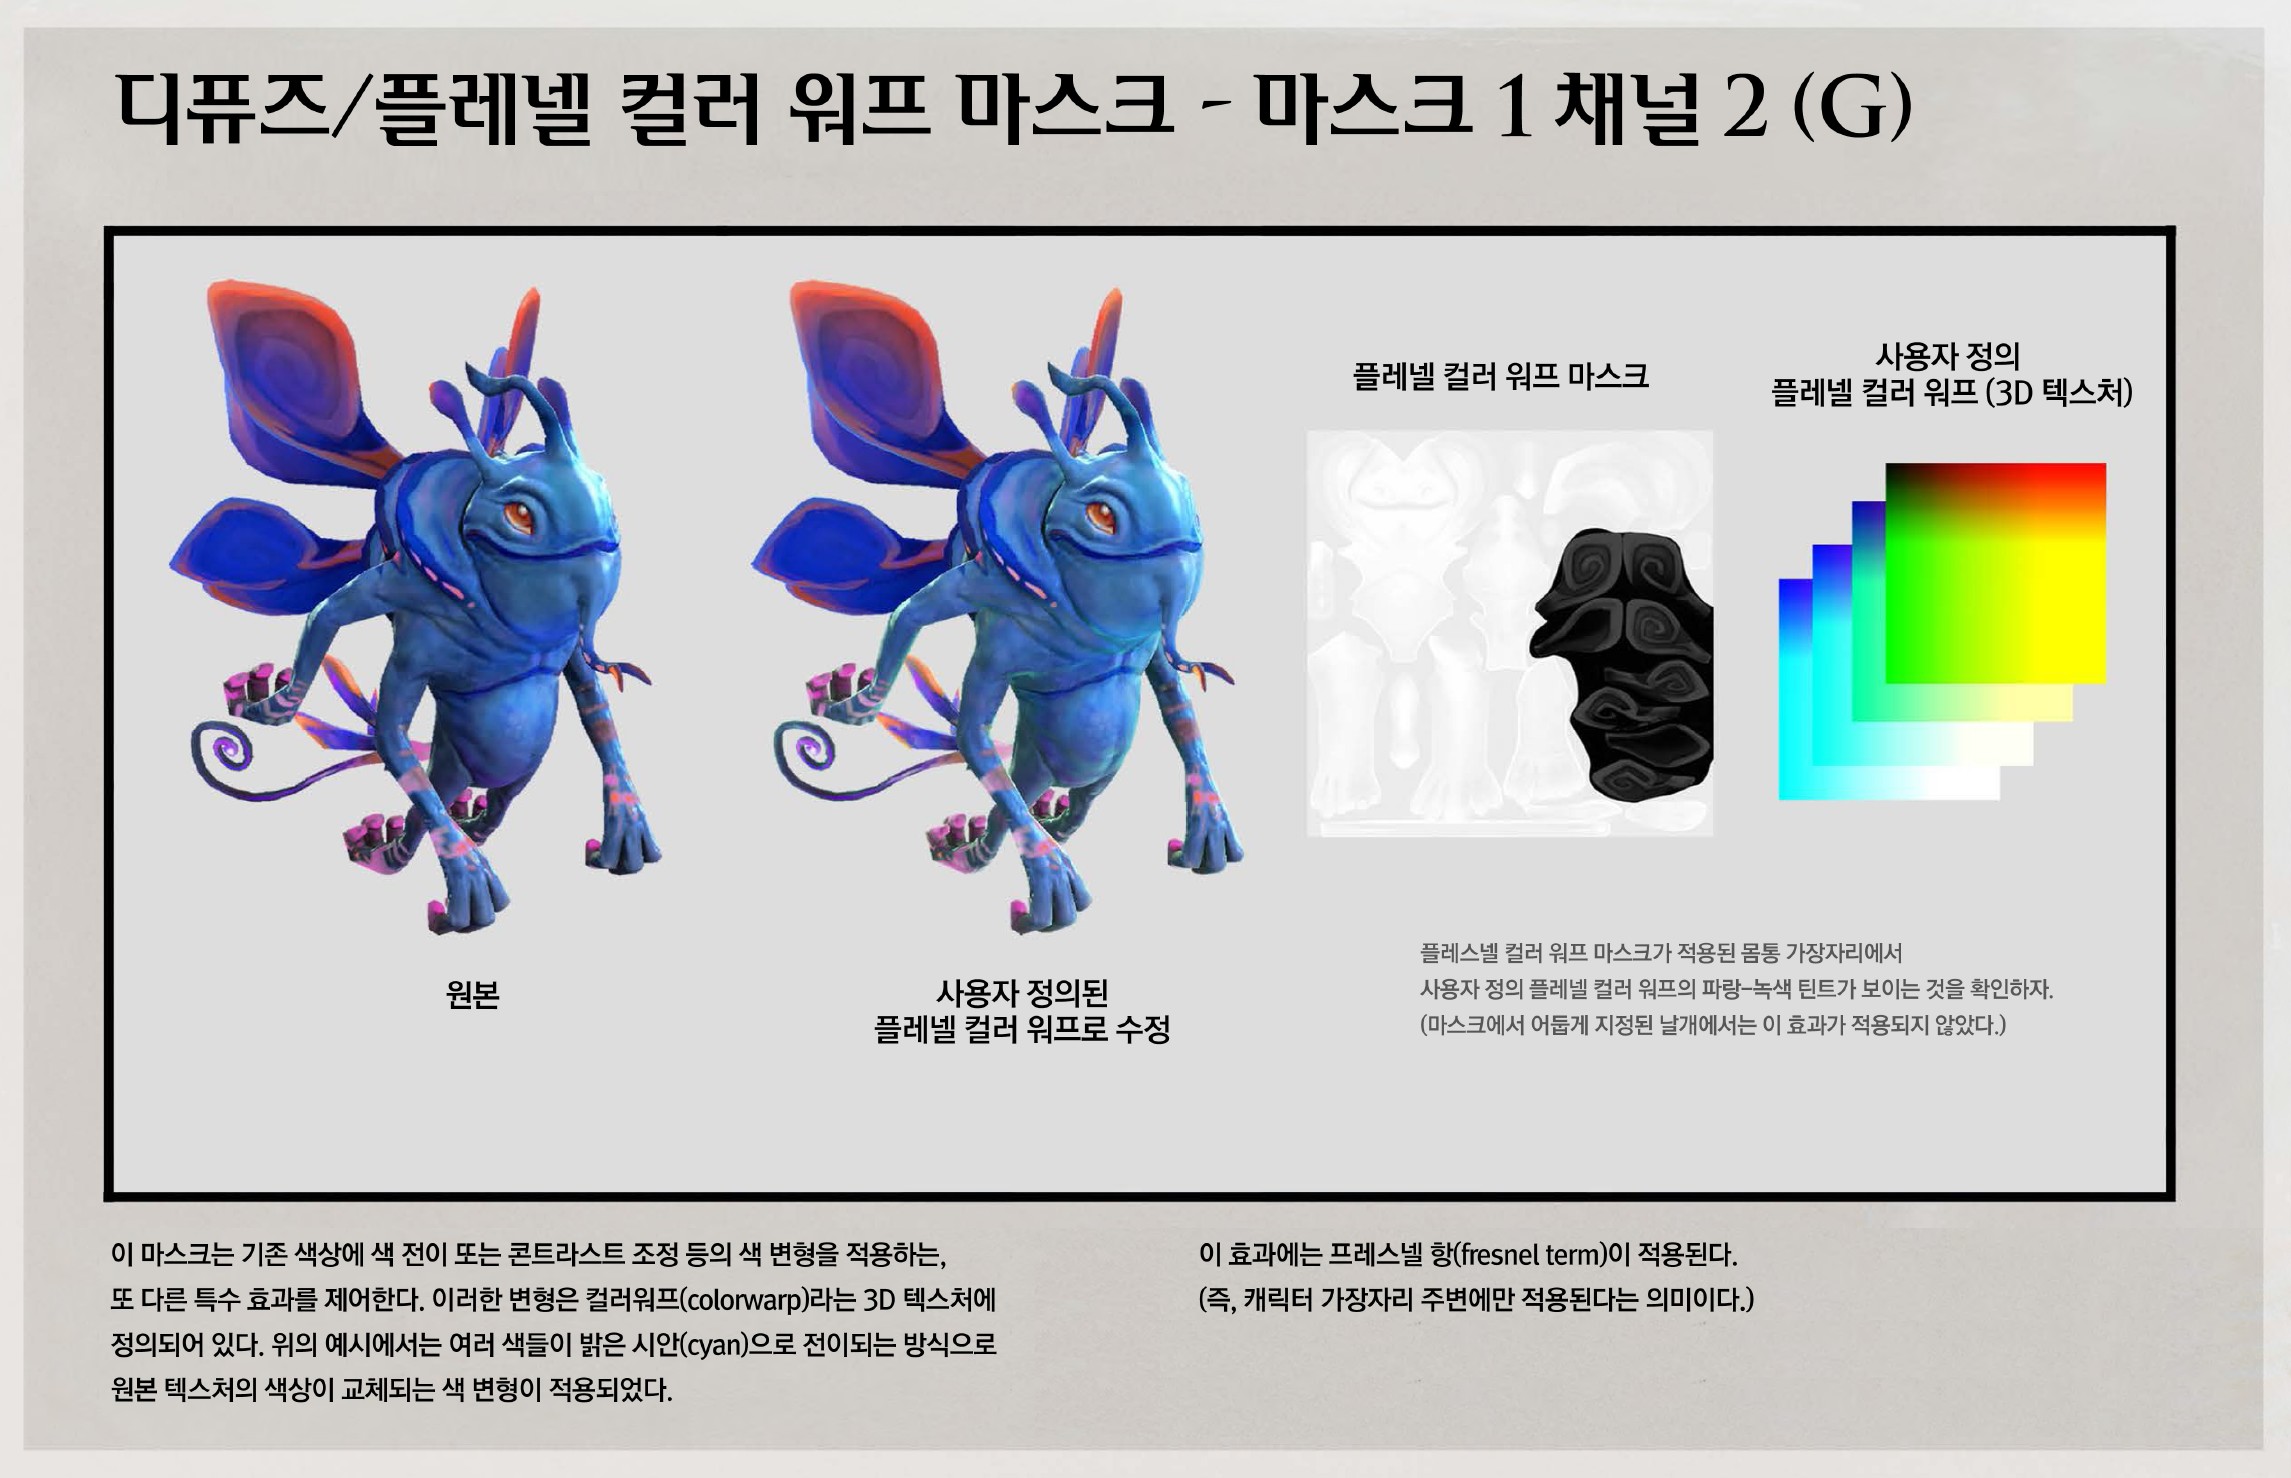 디퓨즈/플레넬 컬러 워프 마스크 - 마스크 1 채널 2 (G)
플레넬 컬러 워프 마스크
사용자 정의
플레넬 컬러 워프 (3D 텍스처)
원본
사용자 정의된
플레넬 컬러 워프로 수정
플레스넬 컬러 워프 마스크가 적용된 몸통 가장자리에서
사용자 정의 플레넬 컬러 워프의 파랑-녹색 틴트가 보이는 것을 확인하자.
(마스크에서 어둡게 지정된 날개에서는 이 효과가 적용되지 않았다.)
이 마스크는 기존 색상에 색 전이 또는 콘트라스트 조정 등의 색 변형을 적용하는,
또 다른 특수 효과를 제어한다. 이러한 변형은 컬러워프(colorwarp)라는 3D 텍스처에
정의되어 있다. 위의 예시에서는 여러 색들이 밝은 시안(cyan)으로 전이되는 방식으로
원본 텍스처의 색상이 교체되는 색 변형이 적용되었다.
이 효과에는 프레스넬 항(fresnel term)이 적용된다.
(즉, 캐릭터 가장자리 주변에만 적용된다는 의미이다.)